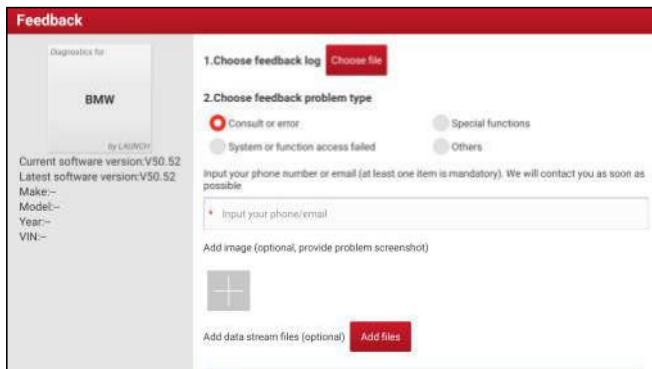 Feedback
Diagnostics for
BMW
by LAUNCH
Current software version:V50.52
Latest software version:V50.52
Make:--
Model:--
Year:--
VIN:--
1.Choose feedback log Choose file
2.Choose feedback problem type
Consult or error Special functions
System or function access failed Others
Input your phone number or email (at least one item is mandatory). We will contact you as soon as
possible
* Input your phone/email
Add image (optional, provide problem screenshot)
Add data stream files (optional) Add files